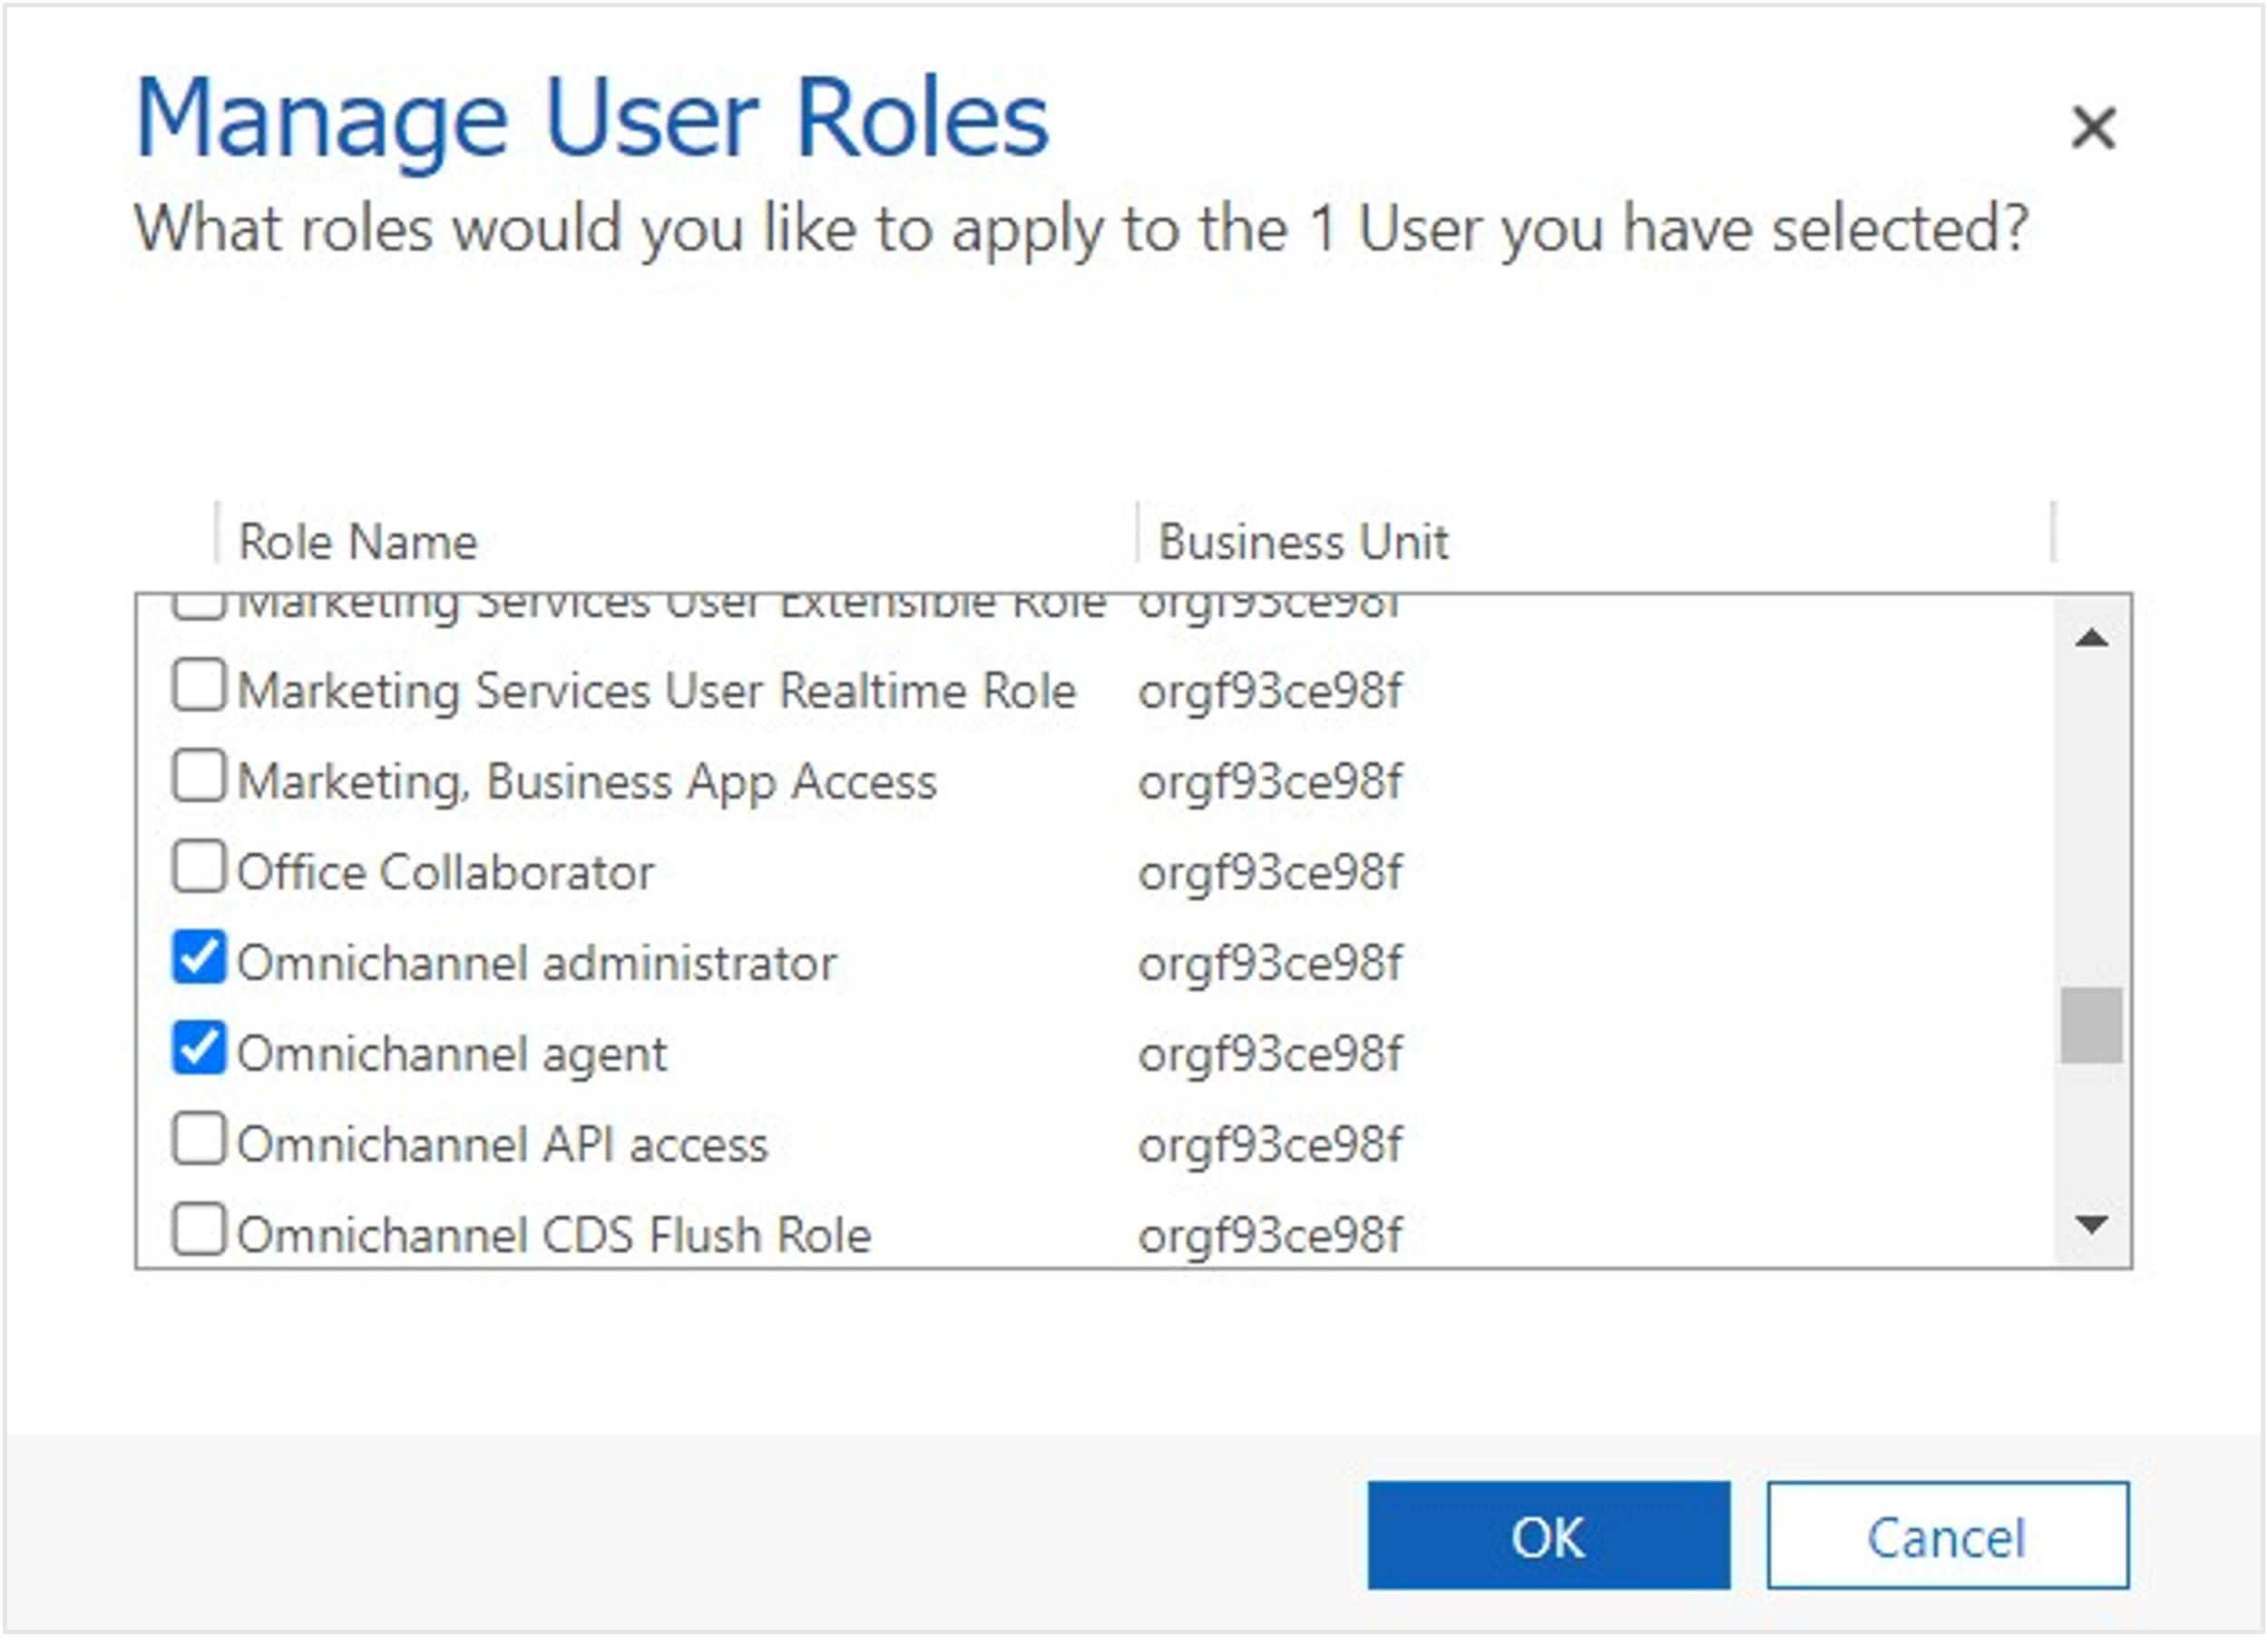 Manage User Roles
What roles would you like to apply to the 1 User you have selected?
Role Name Business Unit
Marketing Services User Extensible Role orgf93ce98f
Marketing Services User Realtime Role orgf93ce98f
Marketing, Business App Access orgf93ce98f
Office Collaborator orgf93ce98f
Omnichannel administrator orgf93ce98f
Omnichannel agent orgf93ce98f
Omnichannel API access orgf93ce98f
Omnichannel CDS Flush Role orgf93ce98f
OK Cancel